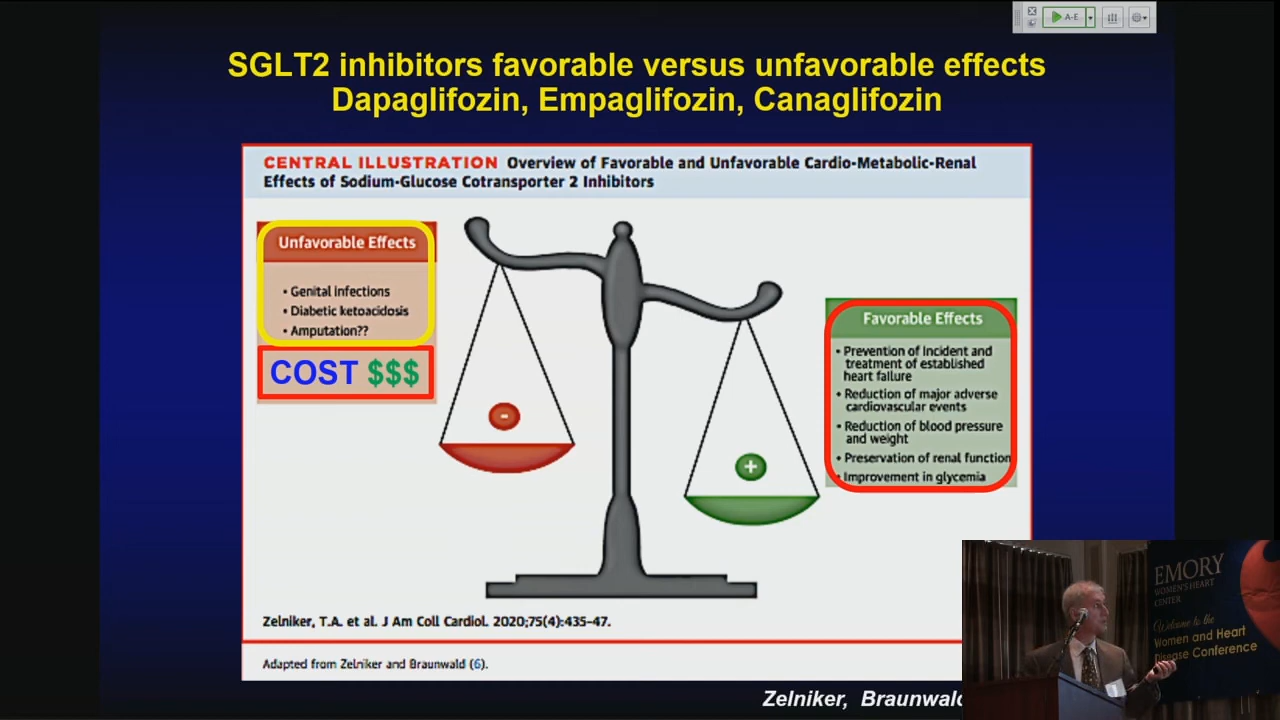 A-E
SGLT2 inhibitors favorable versus unfavorable effects
Dapaglifozin, Empaglifozin, Canaglifozin
CENTRAL ILLUSTRATION Overview of Favorable and Unfavorable Cardio-Metabolic-Renal
Effects of Sodium-Glucose Cotransporter 2 Inhibitors
Unfavorable Effects
• Genital infections
• Diabetic ketoacidosis
• Amputation??
COST $$$
-
+
Favorable Effects
• Prevention of Incident and
treatment of established
heart failure
• Reduction of major adverse
cardiovascular events
• Reduction of blood pressure
and weight
• Preservation of renal function
• Improvement in glycemia
Zelniker, T.A. et al. J Am Coll Cardiol. 2020;75(4):435-47.
Adapted from Zelniker and Braunwald (6).
Zelniker, Braunwald
EMORY
WOMEN'S HEART
CENTER
Welcome to the
Women and Heart
Disease Conference